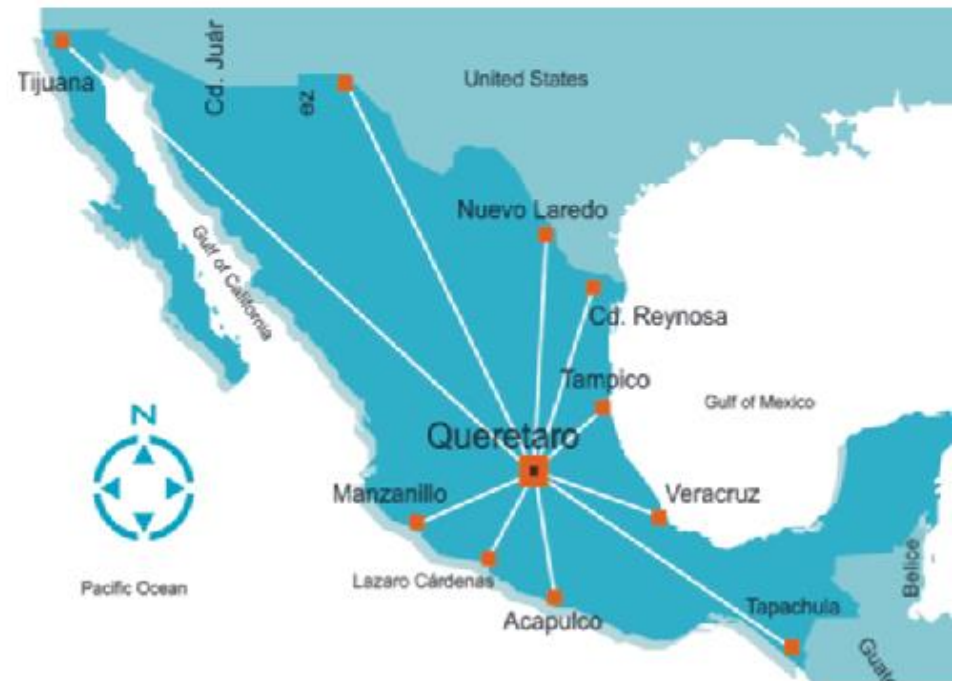 Tijuana
Cd. Juár
ez
United States
Nuevo Laredo
Gulf of California
Cd. Reynosa
Tampico
Gulf of Mexico
N
Queretaro
Manzanillo
Veracruz
Pacific Ocean
Lazaro Cárdenas
Belice
Acapulco
Tapachula